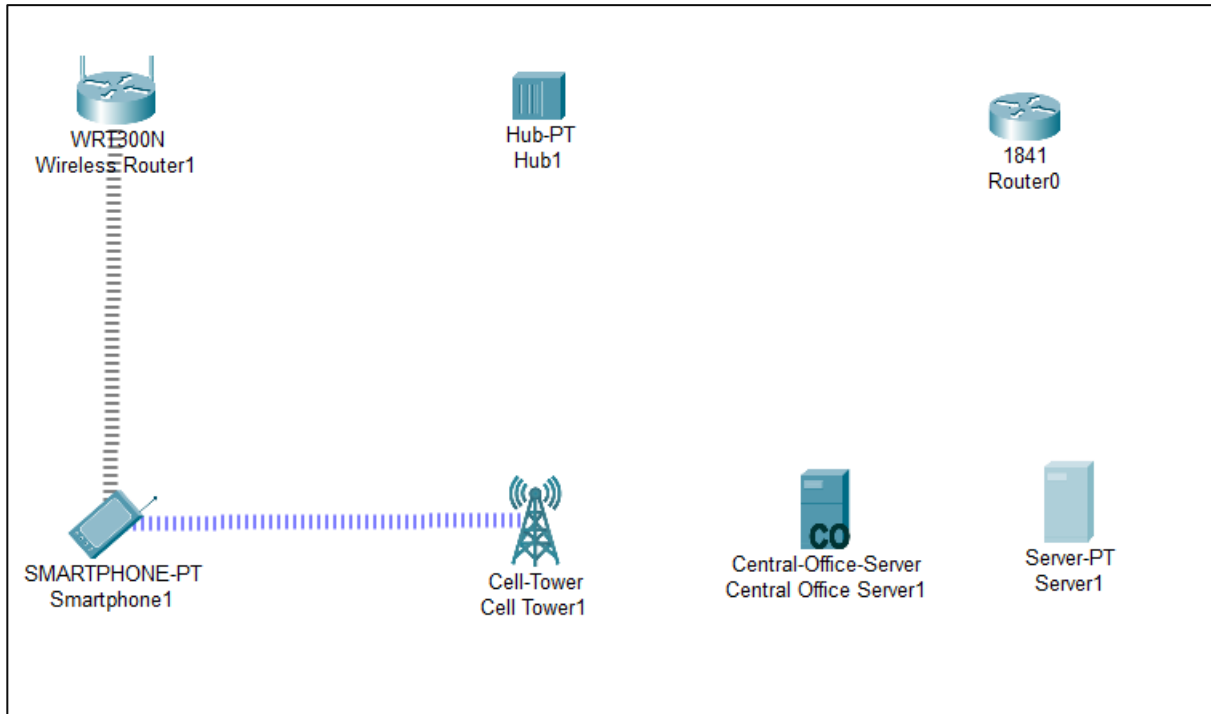 WRT300N
Wireless Router1
Hub-PT
Hub1
1841
Router0
SMARTPHONE-PT
Smartphone1
Cell-Tower
Cell Tower1
CO
Central-Office-Server
Central Office Server1
Server-PT
Server1